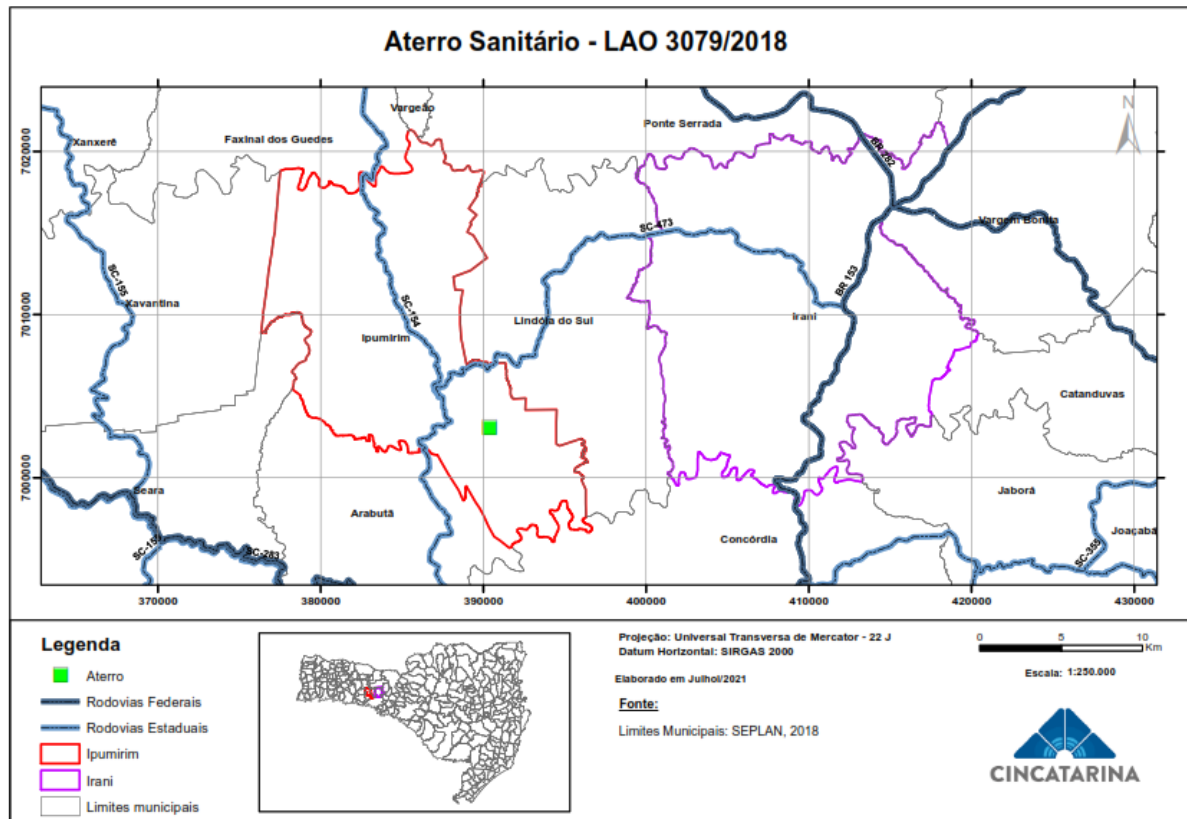 Aterro Sanitário - LAO 3079/2018
N
Vargeão
Xanxerê
Faxinal dos Guedes
Ponte Serrada
BR 282
7020000
Vargem Bonita
SC-473
SC-155
Xavantina
SC-154
BR 153
Lindóia do Sul
Irani
7010000
Ipumirim
Catanduvas
7000000
Seara
Jaborá
Arabutã
Joaçaba
Concórdia
SC-155
SC-283
SC-355
370000
380000
390000
400000
410000
420000
430000
Legenda
Aterro
Rodovias Federais
Rodovias Estaduais
Ipumirim
Irani
Limites municipais
Projeção: Universal Transversa de Mercator - 22 J
Datum Horizontal: SIRGAS 2000
Elaborado em Julhol/2021
Fonte:
Limites Municipais: SEPLAN, 2018
0 5 10
Km
Escala: 1:250.000
CINCATARINA